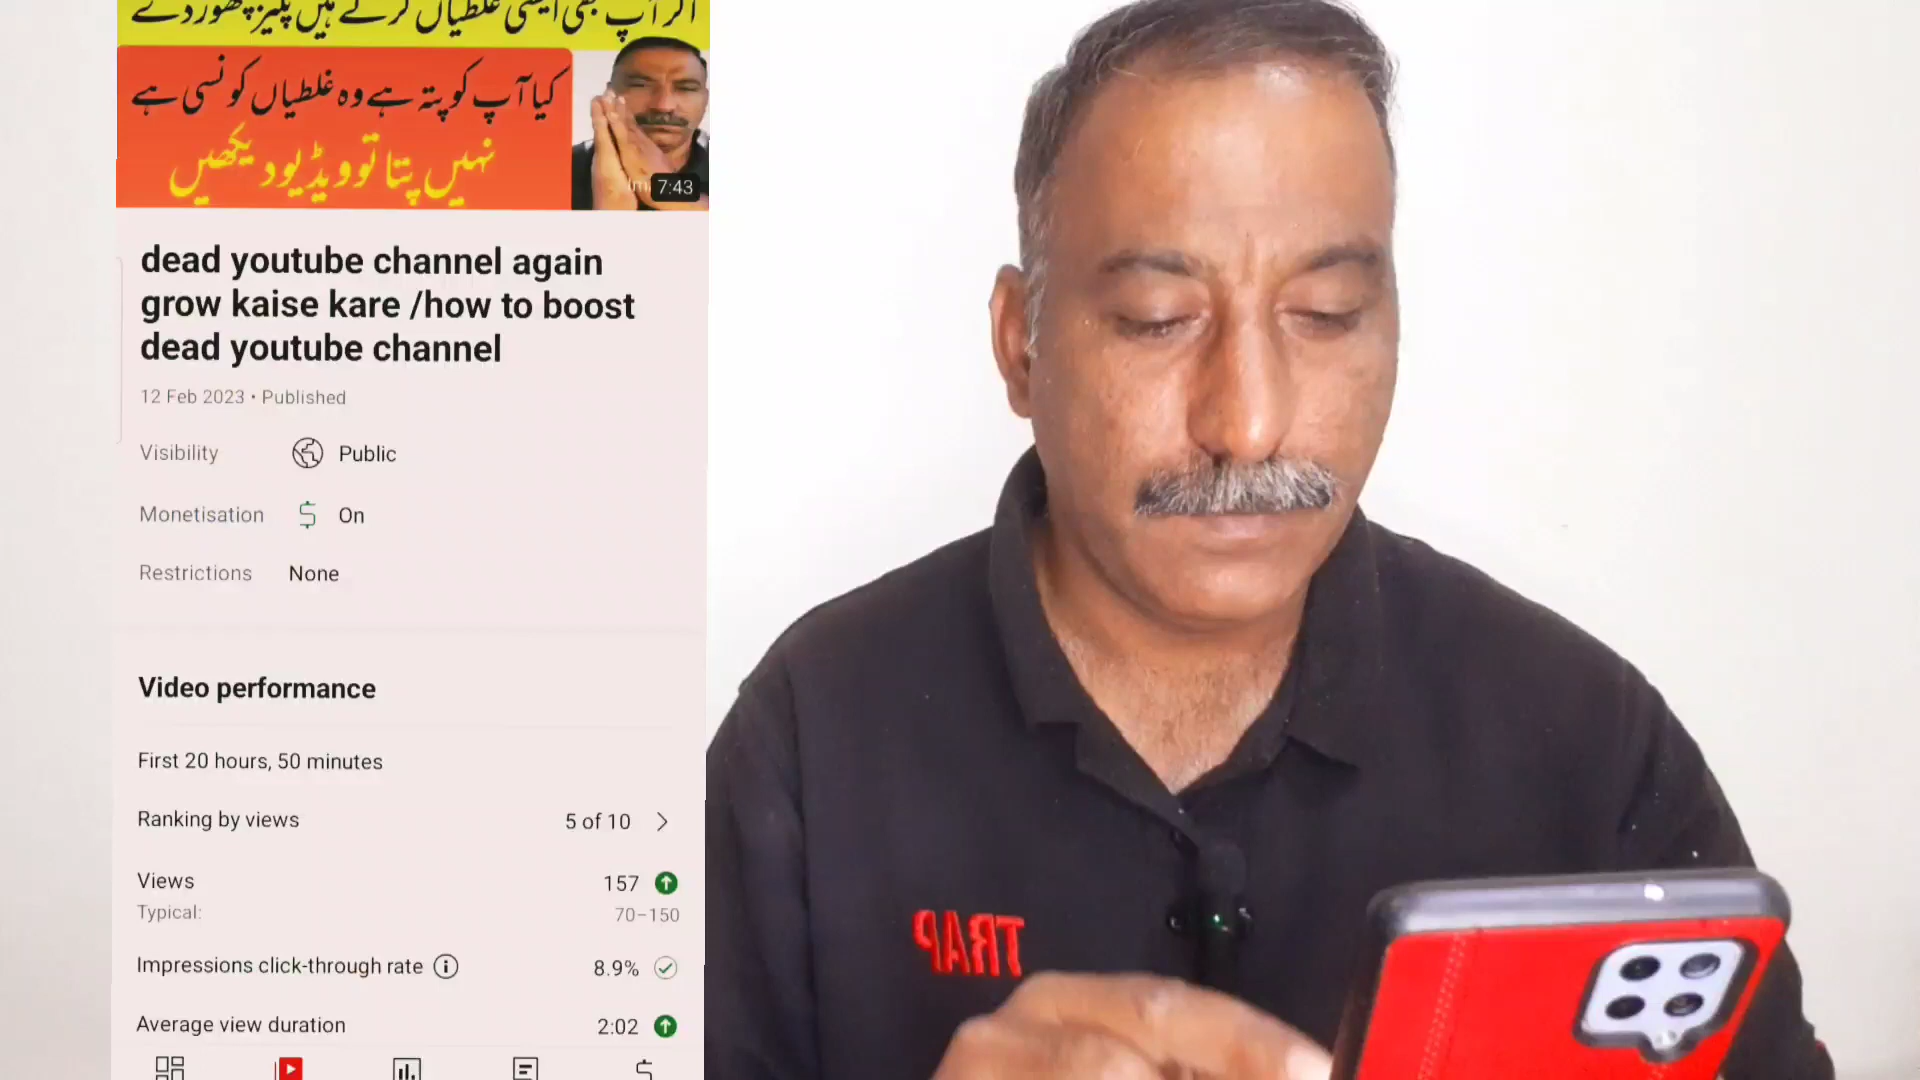 اگر آپ بھی ایسی غلطیاں کرتے ہیں پلیز چھوڑ دے
کیا آپ کو پتہ ہے وہ غلطیاں کونسی ہے
نہیں پتا تو ویڈیو دیکھیں
7:43
dead youtube channel again
grow kaise kare /how to boost
dead youtube channel
12 Feb 2023 • Published
Visibility Public
Monetisation On
Restrictions None
Video performance
First 20 hours, 50 minutes
Ranking by views 5 of 10
Views 157
Typical: 70–150
Impressions click-through rate 8.9%
Average view duration 2:02
TRAP